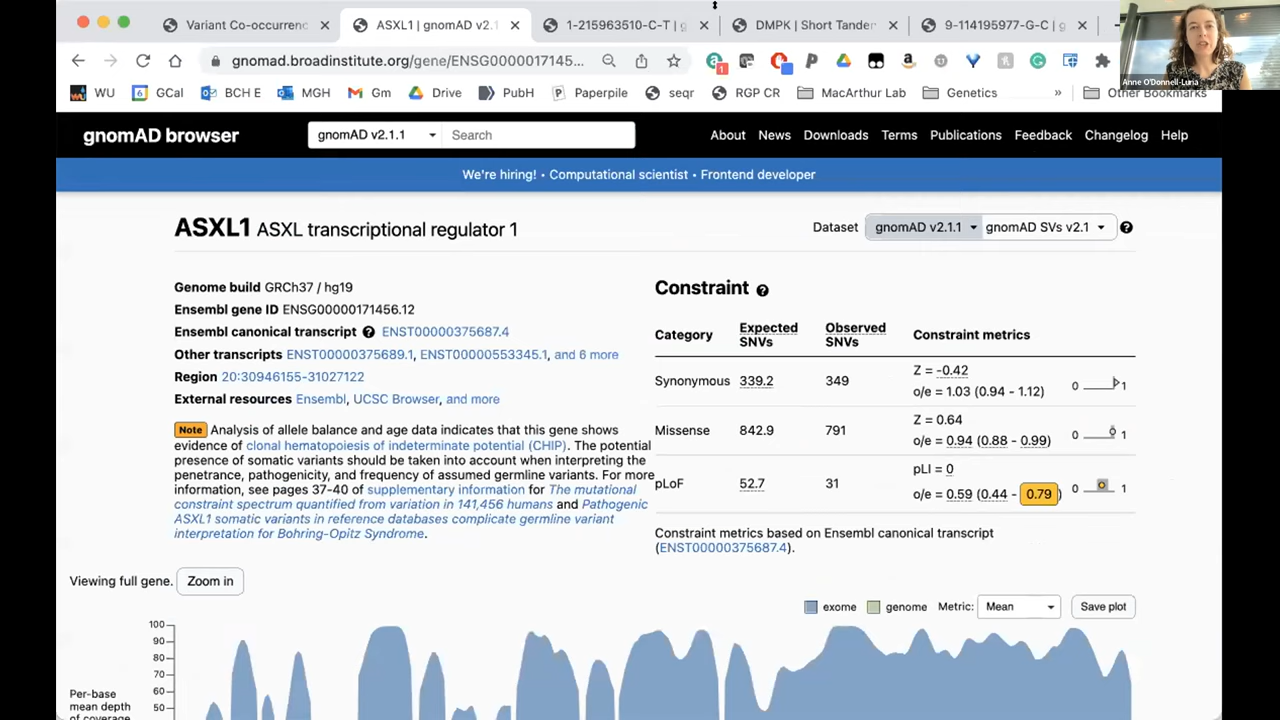 Variant Co-occurrenc
ASXL1 | gnomAD v2.1
1-215963510-C-T | g
DMPK | Short Tander
9-114195977-G-C | g
gnomad.broadinstitute.org/gene/ENSG0000017145...
1
WU
GCal
BCH E
MGH
Gm
Drive
PubH
Paperpile
seqr
RGP CR
MacArthur Lab
Genetics
»
Other Bookmarks
Anne O'Donnell-Luria
gnomAD browser
gnomAD v2.1.1
Search
About News Downloads Terms Publications Feedback Changelog Help
We're hiring! • Computational scientist • Frontend developer
ASXL1 ASXL transcriptional regulator 1
Dataset gnomAD v2.1.1 gnomAD SVs v2.1 ?
Genome build GRCh37 / hg19
Ensembl gene ID ENSG00000171456.12
Ensembl canonical transcript ? ENST00000375687.4
Other transcripts ENST00000375689.1, ENST00000553345.1, and 6 more
Region 20:30946155-31027122
External resources Ensembl, UCSC Browser, and more
Note Analysis of allele balance and age data indicates that this gene shows
evidence of clonal hematopoiesis of indeterminate potential (CHIP). The potential
presence of somatic variants should be taken into account when interpreting the
penetrance, pathogenicity, and frequency of assumed germline variants. For more
information, see pages 37-40 of supplementary information for The mutational
constraint spectrum quantified from variation in 141,456 humans and Pathogenic
ASXL1 somatic variants in reference databases complicate germline variant
interpretation for Bohring-Opitz Syndrome.
Constraint ?
Category Expected SNVs Observed SNVs Constraint metrics
Synonymous 339.2 349 Z = -0.42
o/e = 1.03 (0.94 - 1.12)
0 1
Missense 842.9 791 Z = 0.64
o/e = 0.94 (0.88 - 0.99)
0 1
pLoF 52.7 31 pLI = 0
o/e = 0.59 (0.44 - 0.79)
0 1
Constraint metrics based on Ensembl canonical transcript
(ENST00000375687.4).
Viewing full gene. Zoom in
exome genome Metric: Mean Save plot
100
90
80
70
60
50
Per-base
mean depth
of coverage